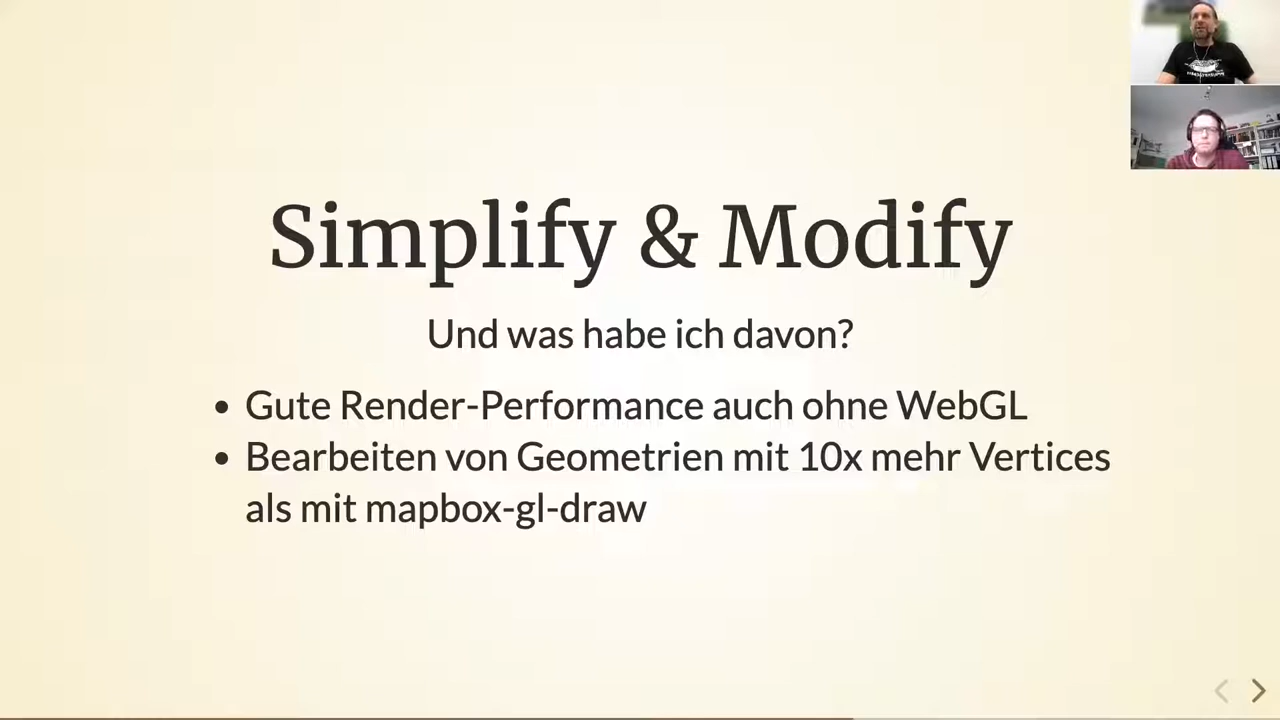 Simplify & Modify
Und was habe ich davon?
• Gute Render-Performance auch ohne WebGL
• Bearbeiten von Geometrien mit 10x mehr Vertices
als mit mapbox-gl-draw